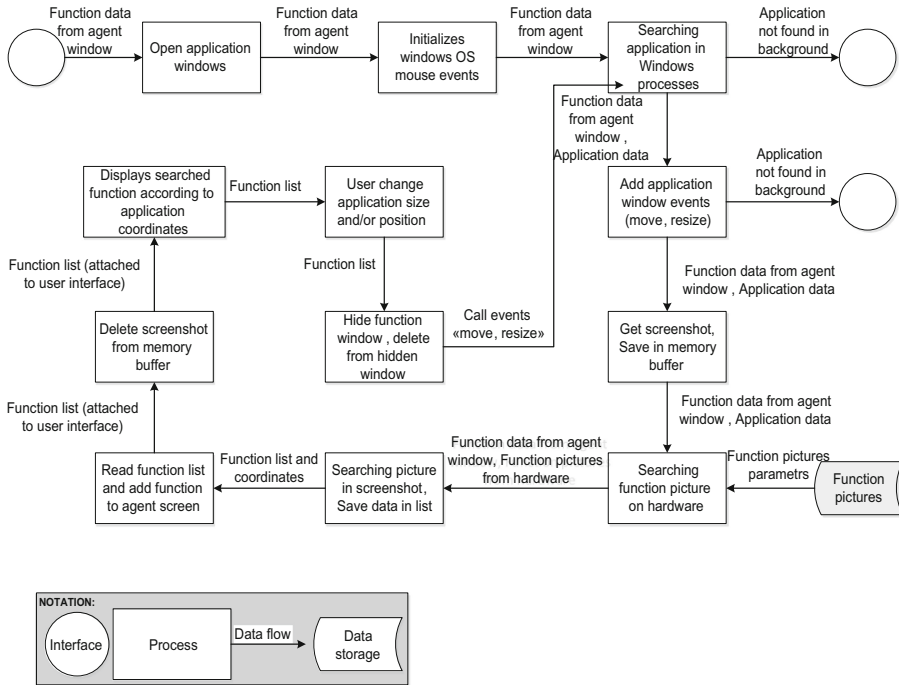 Function data
from agent
window
Open application
windows
Function data
from agent
window
Initializes
windows OS
mouse events
Function data
from agent
window
Searching
application in
Windows
processes
Application
not found in
background
Function data
from agent
window , Application data
Displays searched
function according to
application
coordinates
Function list
User change
application size
and/or position
Add application
window events
(move, resize)
Application
not found in
background
Function list (attached
to user interface)
Function list
Function data from agent
window , Application data
Delete screenshot
from memory
buffer
Hide function
window , delete
from hidden
window
Call events
«move, resize»
Get screenshot,
Save in memory
buffer
Function list (attached
to user interface)
Function data from agent
window , Application data
Read function list
and add function
to agent screen
Function list and
coordinates
Searching picture
in screenshot,
Save data in list
Function data from agent
window, Function pictures
from hardware
Searching
function picture
on hardware
Function pictures
parametrs
Function
pictures
NOTATION:
Interface
Process
Data flow
Data
storage